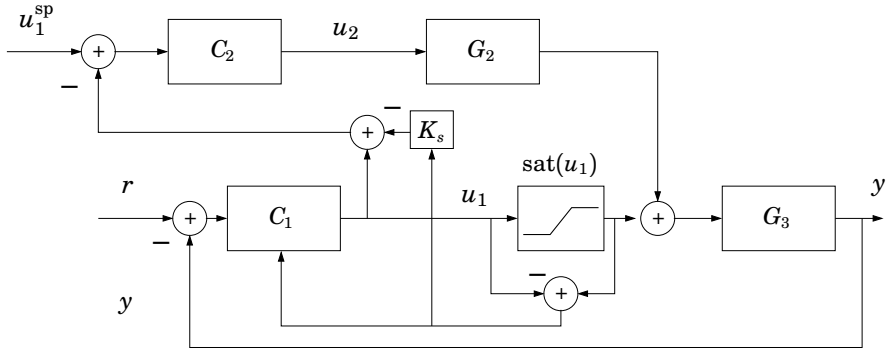 u₁ˢᵖ
+
C₂
u₂
G₂
−
+
−
Kₛ
sat(u₁)
r
u₁
y
+
C₁
+
G₃
−
−
+
y